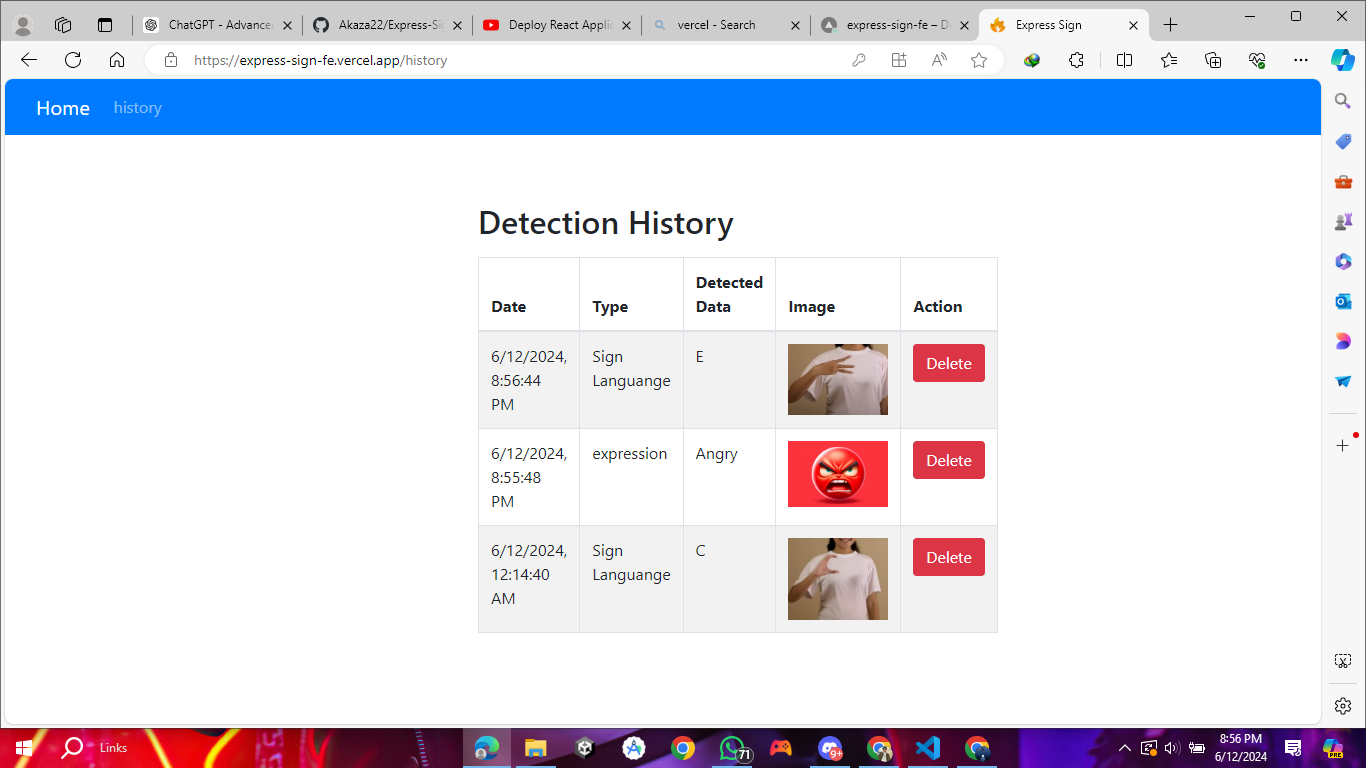 ChatGPT - Advanced
Akaza22/Express-Si
Deploy React Applic
vercel - Search
express-sign-fe – D
Express Sign
https://express-sign-fe.vercel.app/history
Home
history
Detection History
Date
Type
Detected
Data
Image
Action
6/12/2024,
8:56:44
PM
Sign
Languange
E
Delete
6/12/2024,
8:55:48
PM
expression
Angry
Delete
6/12/2024,
12:14:40
AM
Sign
Languange
C
Delete
Links
71
9+
8:56 PM
6/12/2024
PRE